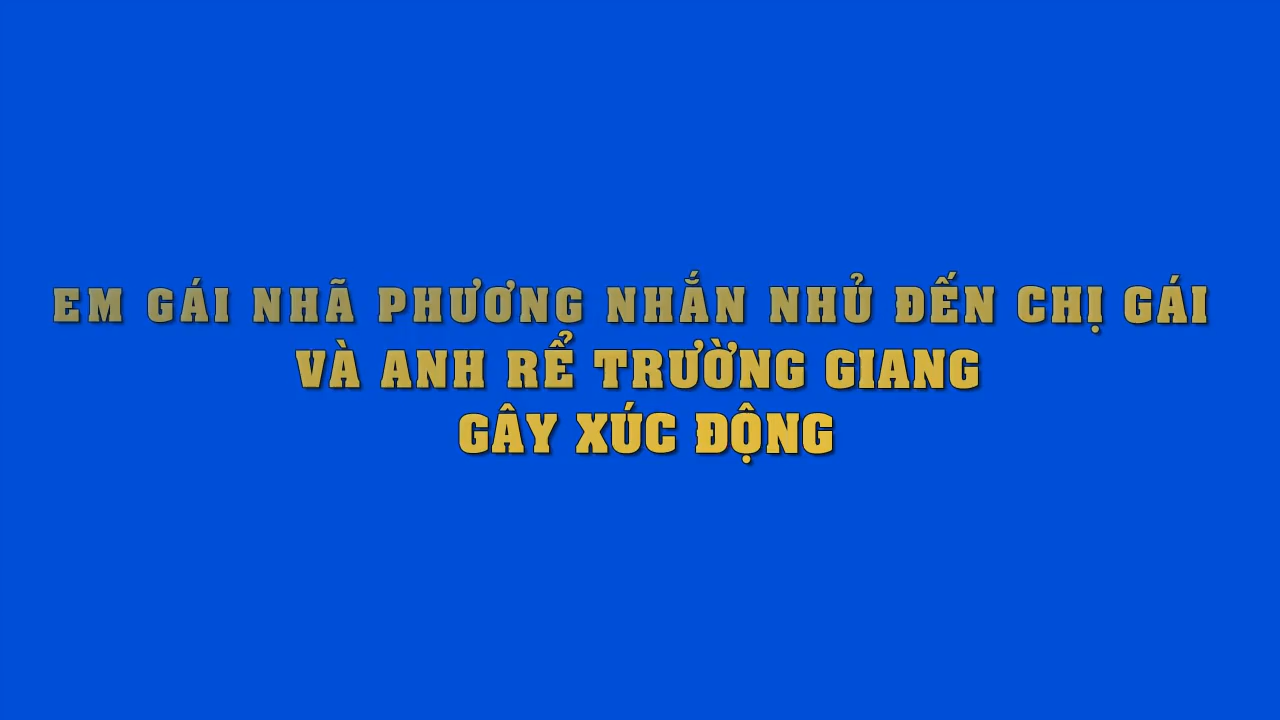 EM GÁI NHÃ PHƯƠNG NHẮN NHỦ ĐẾN CHỊ GÁI
VÀ ANH RỂ TRƯỜNG GIANG
GÂY XÚC ĐỘNG